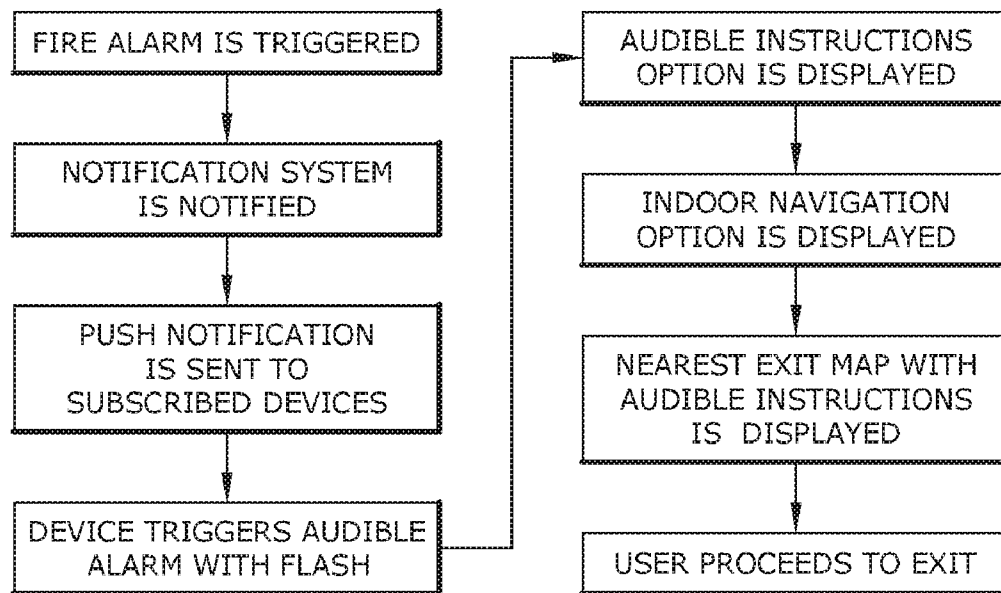 FIRE ALARM IS TRIGGERED
NOTIFICATION SYSTEM
IS NOTIFIED
PUSH NOTIFICATION
IS SENT TO
SUBSCRIBED DEVICES
DEVICE TRIGGERS AUDIBLE
ALARM WITH FLASH
AUDIBLE INSTRUCTIONS
OPTION IS DISPLAYED
INDOOR NAVIGATION
OPTION IS DISPLAYED
NEAREST EXIT MAP WITH
AUDIBLE INSTRUCTIONS
IS DISPLAYED
USER PROCEEDS TO EXIT